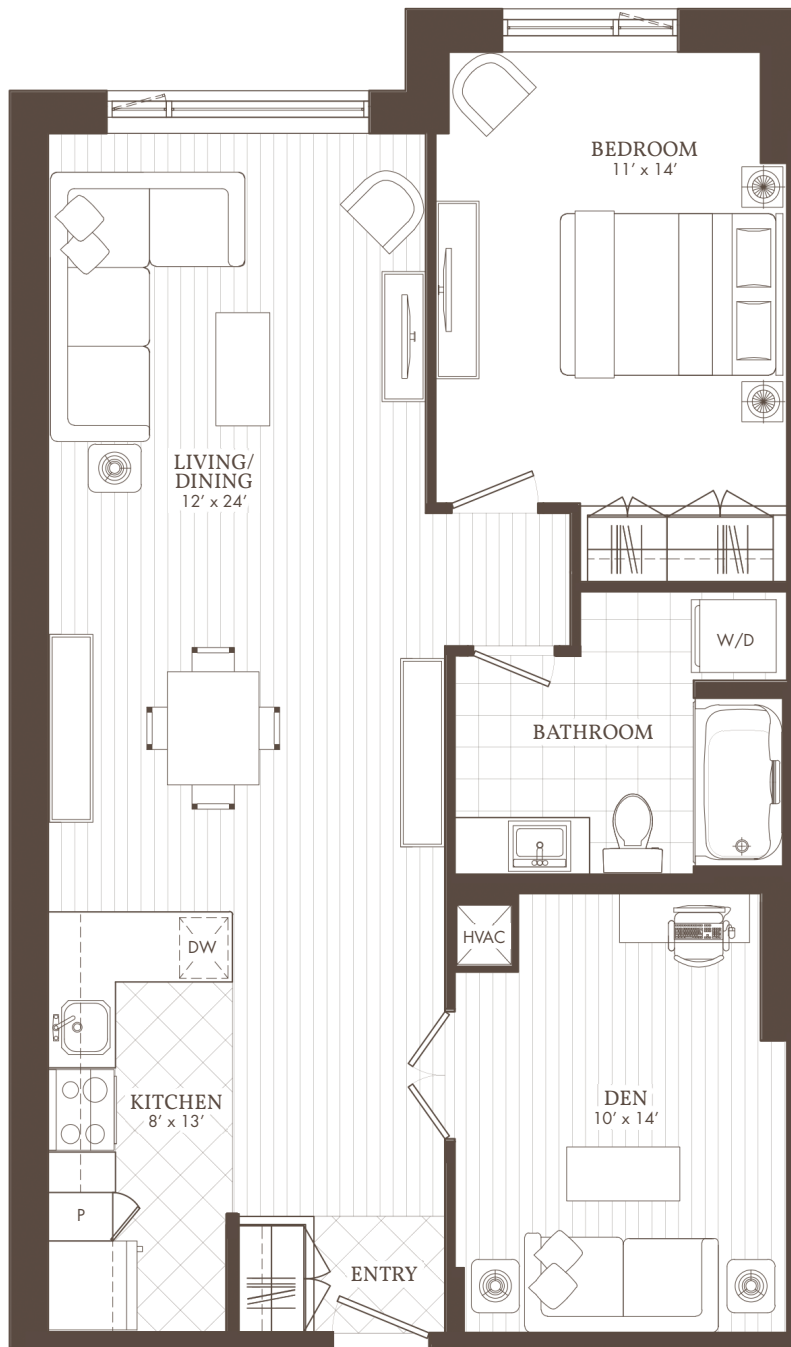 BEDROOM
11’ x 14’
LIVING/
DINING
12’ x 24’
W/D
BATHROOM
DW
HVAC
KITCHEN
8’ x 13’
DEN
10’ x 14’
P
ENTRY